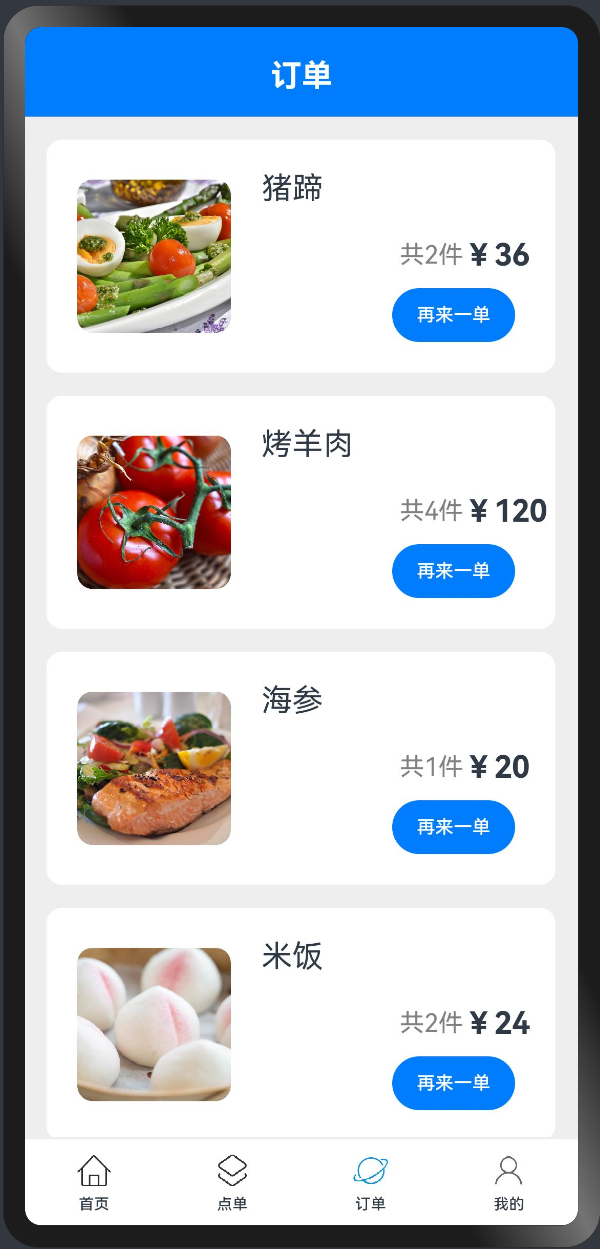 订单
猪蹄
共2件 ¥ 36
再来一单
烤羊肉
共4件 ¥ 120
再来一单
海参
共1件 ¥ 20
再来一单
米饭
共2件 ¥ 24
再来一单
首页 点单 订单 我的